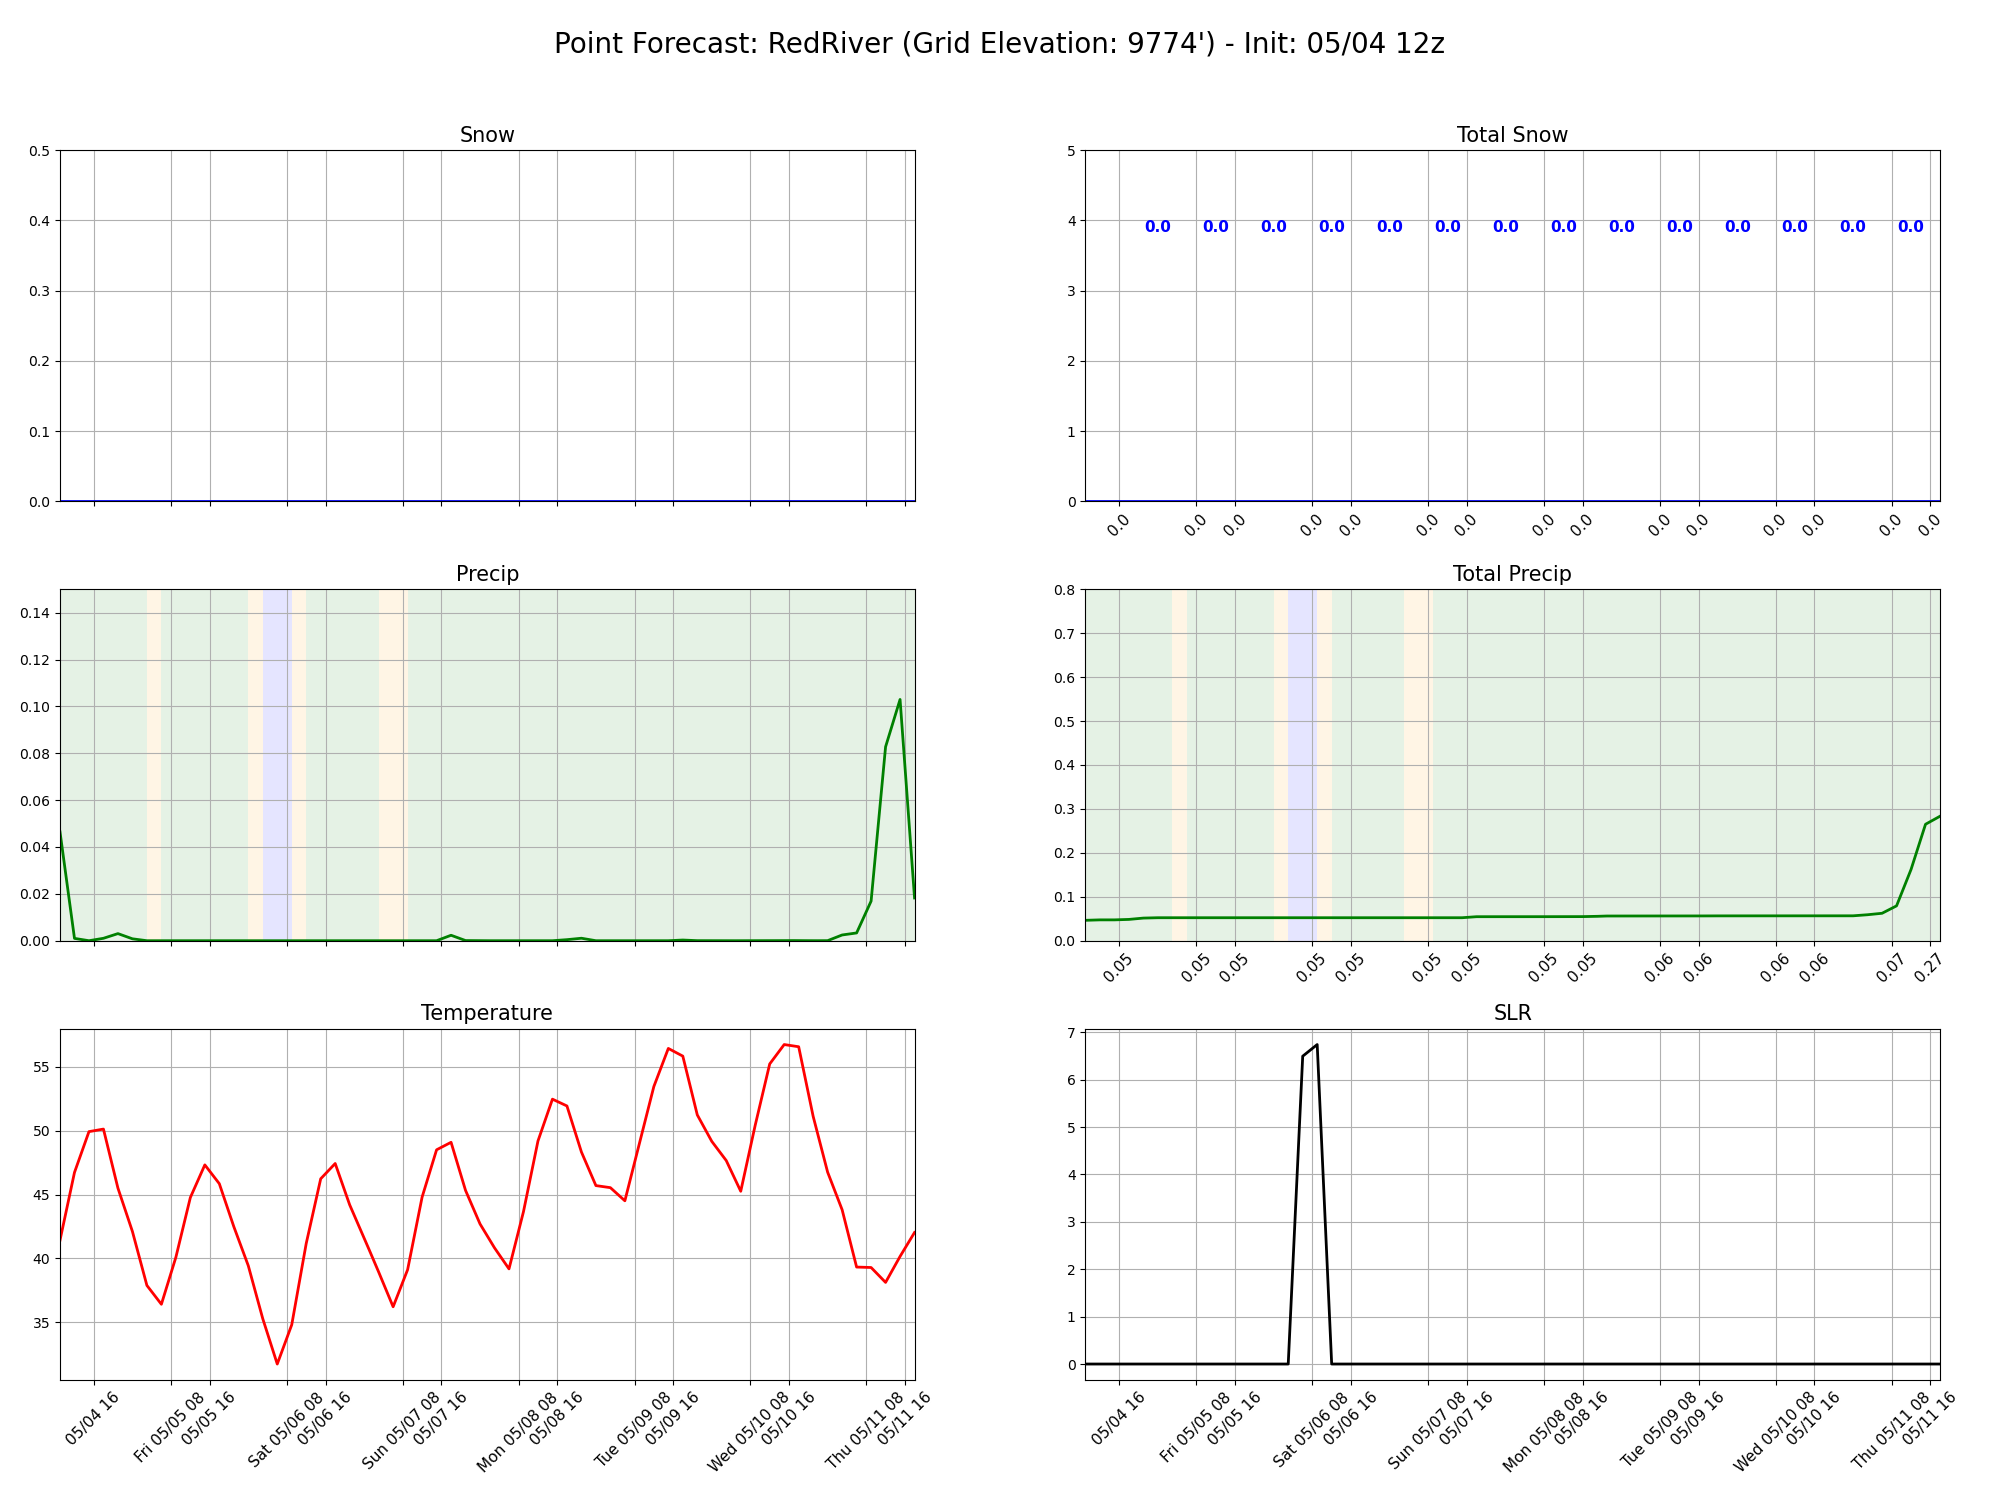 Point Forecast: RedRiver (Grid Elevation: 9774') - Init: 05/04 12z
Snow
0.5
0.4
0.3
0.2
0.1
0.0
Total Snow
5
4
3
2
1
0
0.0 0.0 0.0 0.0 0.0 0.0 0.0 0.0 0.0 0.0 0.0 0.0 0.0 0.0
0.0 0.0 0.0 0.0 0.0 0.0 0.0 0.0 0.0 0.0 0.0 0.0 0.0 0.0 0.0
Precip
0.14
0.12
0.10
0.08
0.06
0.04
0.02
0.00
Total Precip
0.8
0.7
0.6
0.5
0.4
0.3
0.2
0.1
0.0
0.05 0.05 0.05 0.05 0.05 0.05 0.05 0.05 0.05 0.06 0.06 0.06 0.06 0.07 0.27
Temperature
55
50
45
40
35
05/04 16
Fri 05/05 08
05/05 16
Sat 05/06 08
05/06 16
Sun 05/07 08
05/07 16
Mon 05/08 08
05/08 16
Tue 05/09 08
05/09 16
Wed 05/10 08
05/10 16
Thu 05/11 08
05/11 16
SLR
7
6
5
4
3
2
1
0
05/04 16
Fri 05/05 08
05/05 16
Sat 05/06 08
05/06 16
Sun 05/07 08
05/07 16
Mon 05/08 08
05/08 16
Tue 05/09 08
05/09 16
Wed 05/10 08
05/10 16
Thu 05/11 08
05/11 16